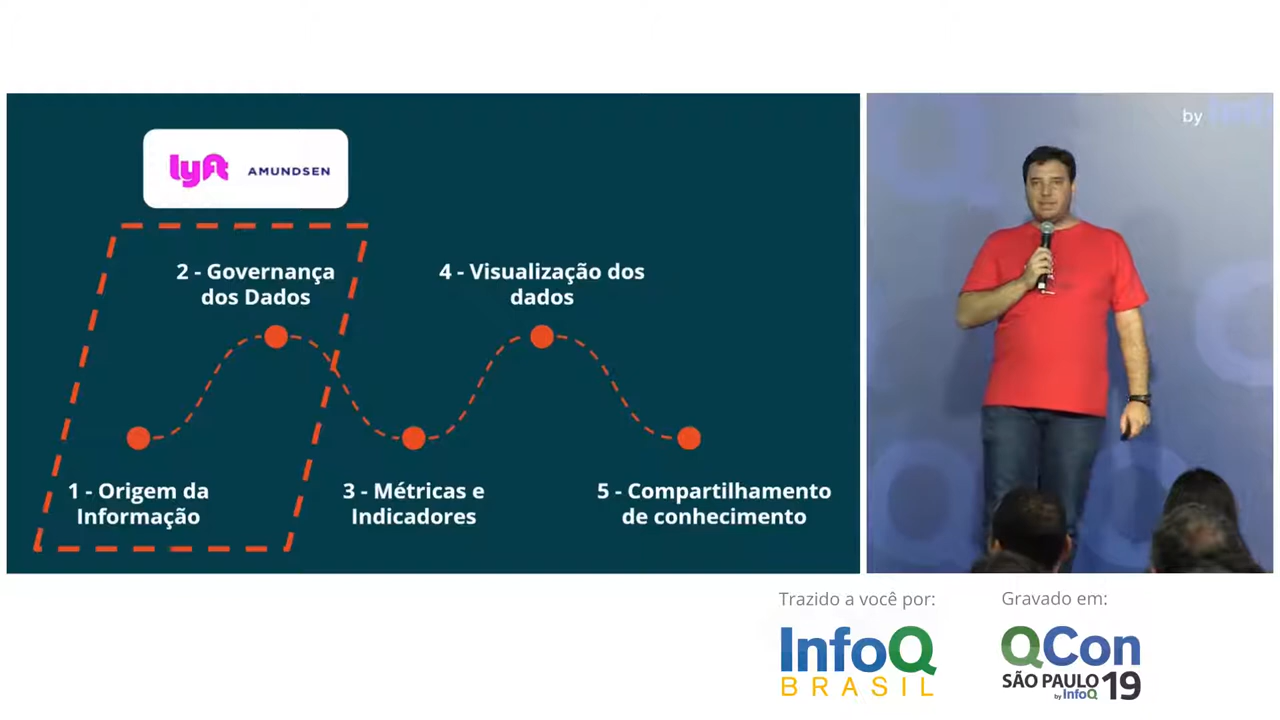 lyft AMUNDSEN
2 - Governança
dos Dados
4 - Visualização dos
dados
1 - Origem da
Informação
3 - Métricas e
Indicadores
5 - Compartilhamento
de conhecimento
by
Trazido a você por:
InfoQ
BRASIL
Gravado em:
QCon
SÃO PAULO 19
by InfoQ